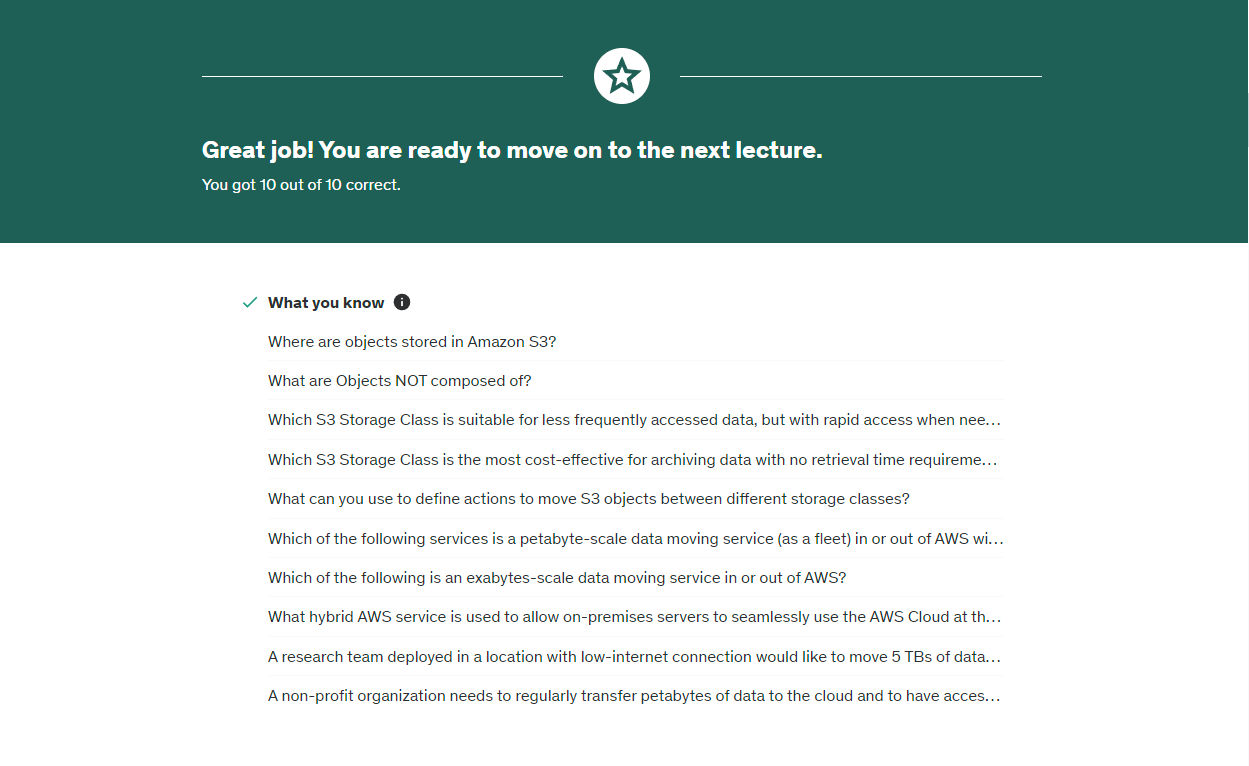 Great job! You are ready to move on to the next lecture.
You got 10 out of 10 correct.
What you know
Where are objects stored in Amazon S3?
What are Objects NOT composed of?
Which S3 Storage Class is suitable for less frequently accessed data, but with rapid access when nee...
Which S3 Storage Class is the most cost-effective for archiving data with no retrieval time requireme...
What can you use to define actions to move S3 objects between different storage classes?
Which of the following services is a petabyte-scale data moving service (as a fleet) in or out of AWS wi...
Which of the following is an exabytes-scale data moving service in or out of AWS?
What hybrid AWS service is used to allow on-premises servers to seamlessly use the AWS Cloud at th...
A research team deployed in a location with low-internet connection would like to move 5 TBs of data...
A non-profit organization needs to regularly transfer petabytes of data to the cloud and to have acces...